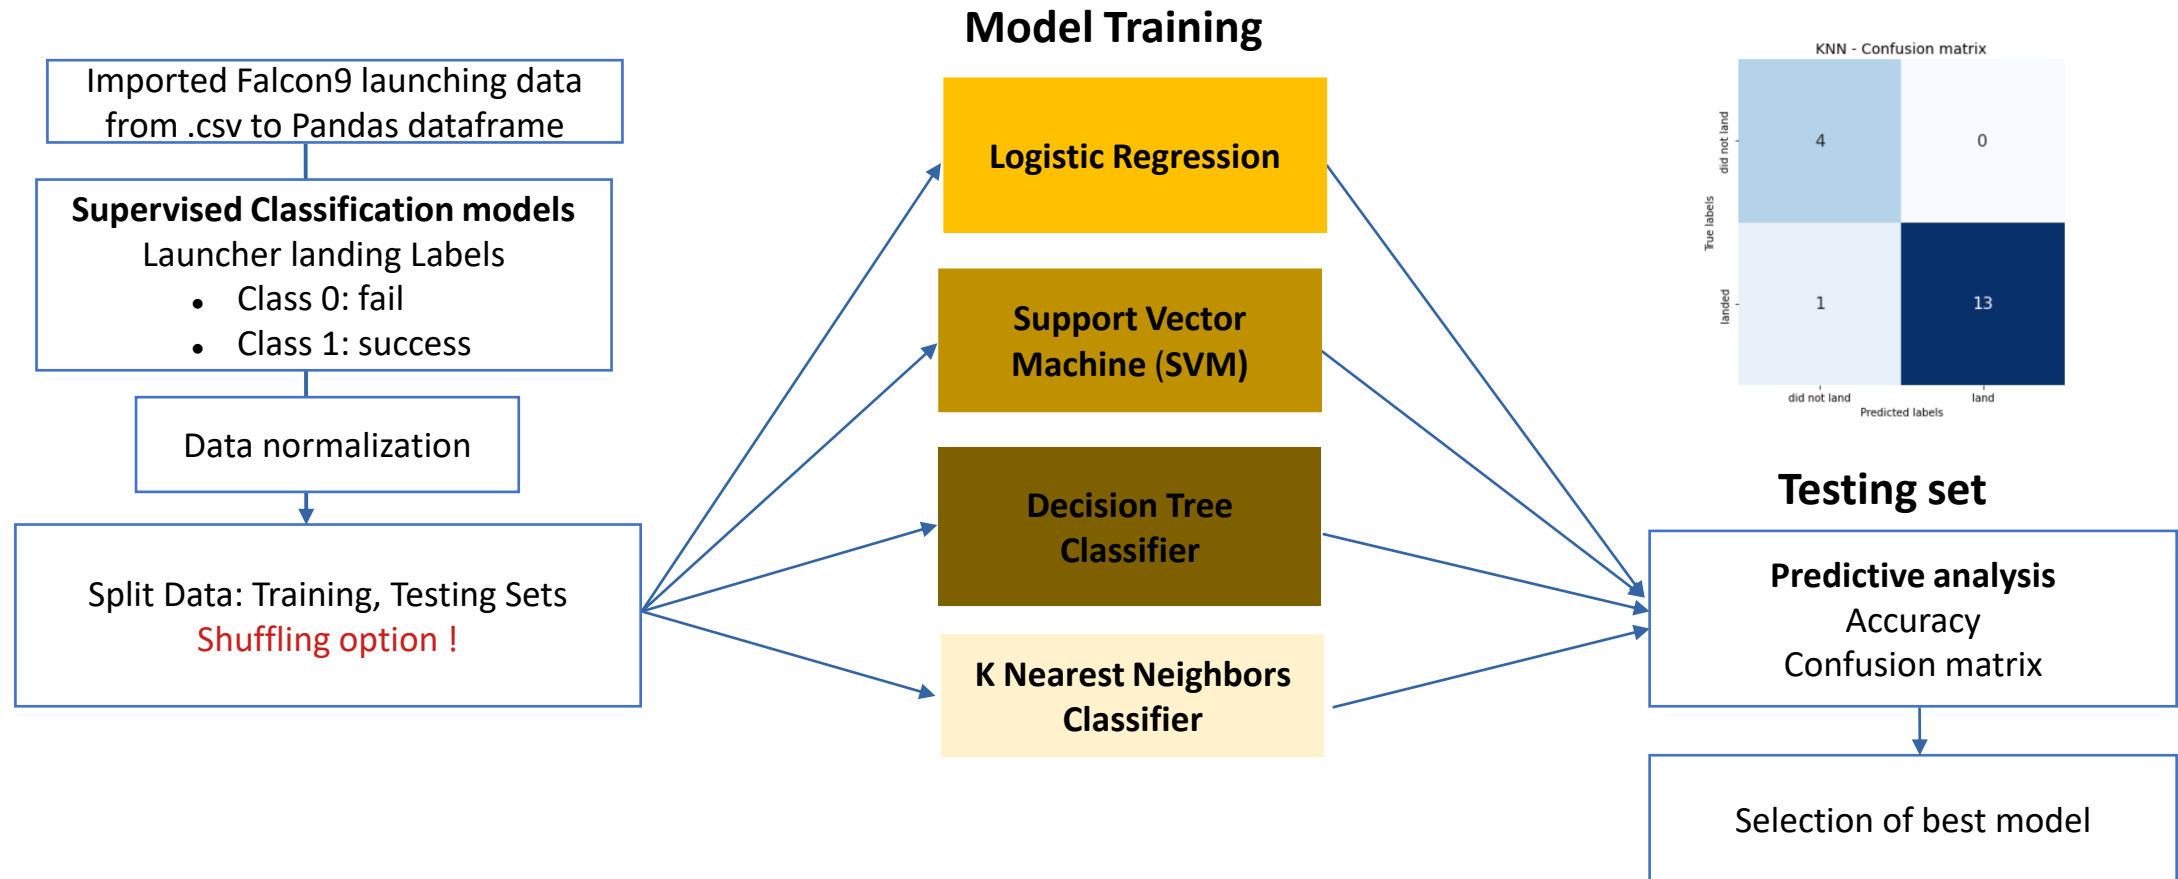 Model Training
Imported Falcon9 launching data
from .csv to Pandas dataframe
Supervised Classification models
Launcher landing Labels
• Class 0: fail
• Class 1: success
Data normalization
Split Data: Training, Testing Sets
Shuffling option !
Logistic Regression
Support Vector
Machine (SVM)
Decision Tree
Classifier
K Nearest Neighbors
Classifier
KNN - Confusion matrix
True labels
did not land
4
0
landed
1
13
did not land
land
Predicted labels
Testing set
Predictive analysis
Accuracy
Confusion matrix
Selection of best model